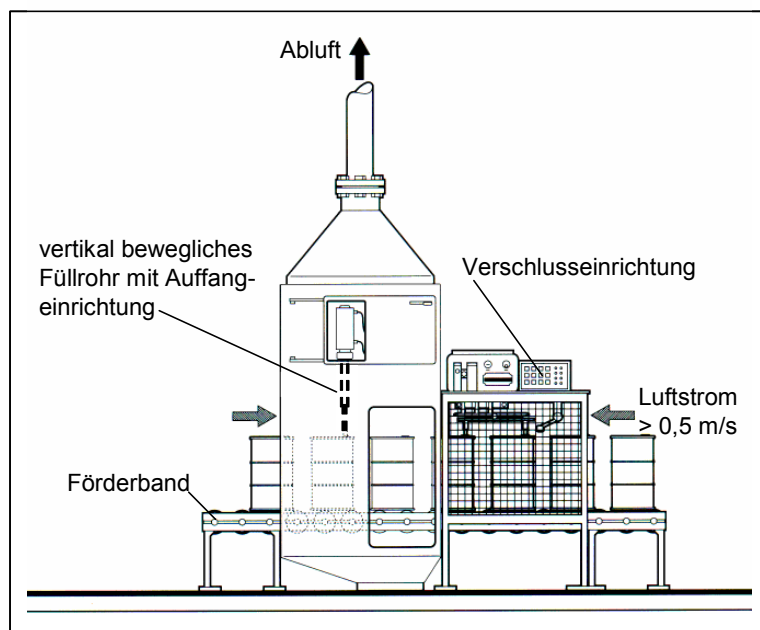 Abluft
vertikal bewegliches
Füllrohr mit Auffang-
einrichtung
Verschlusseinrichtung
Luftstrom
> 0,5 m/s
Förderband